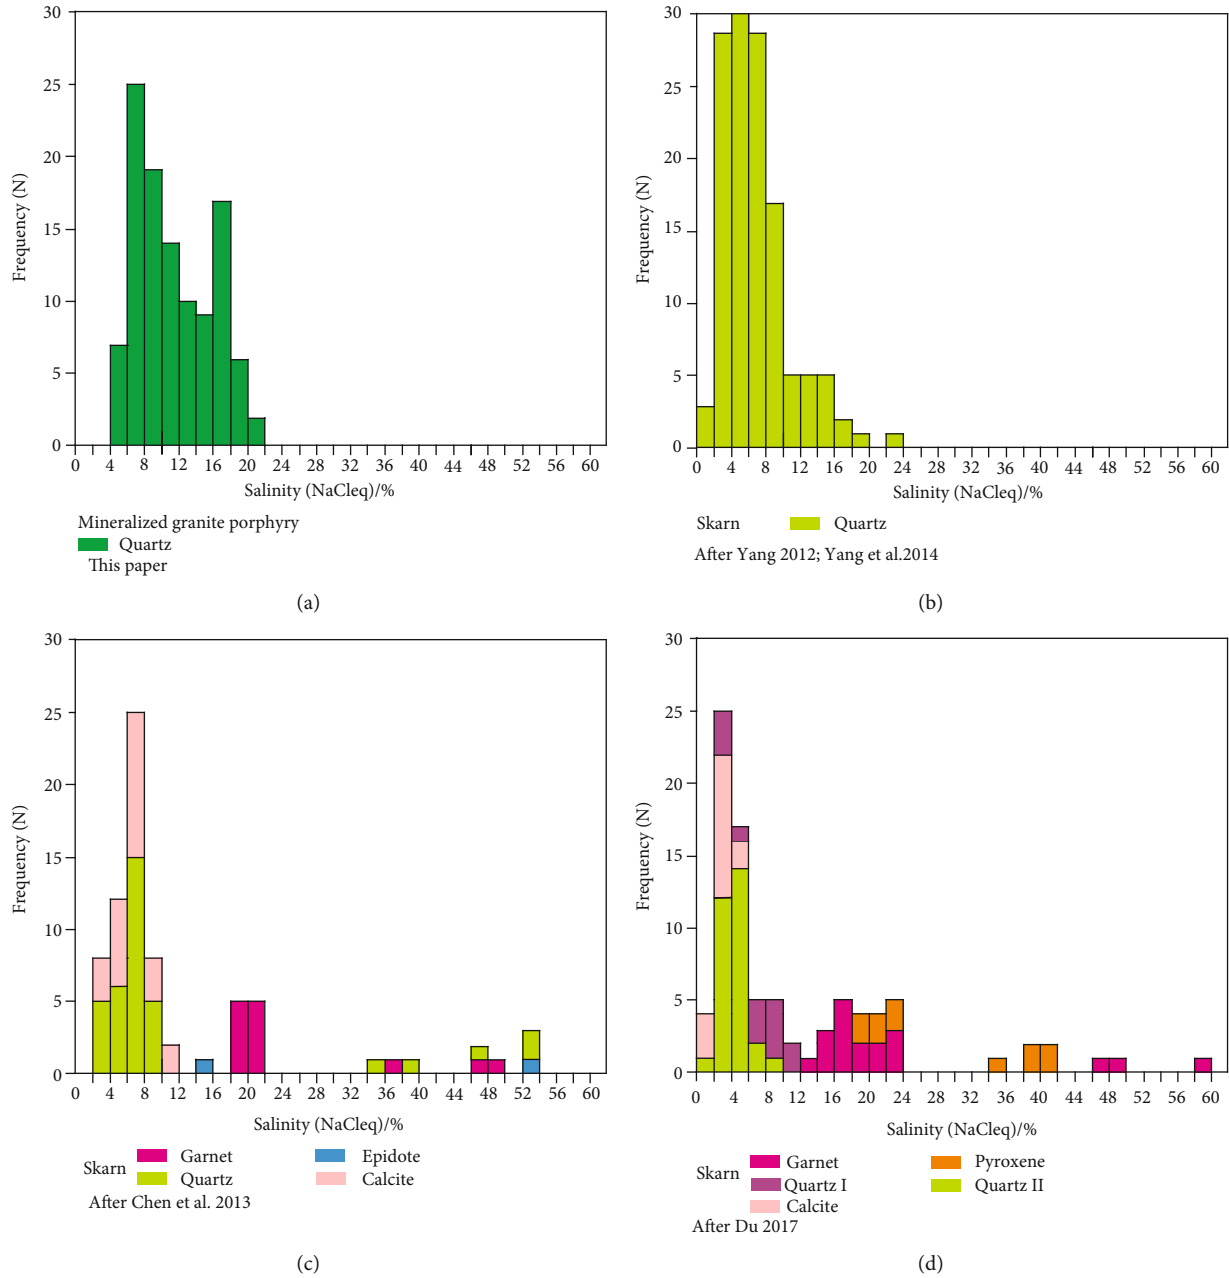 (a)
30
25
20
15
10
5
0
Frequency (N)
0 4 8 12 16 20 24 28 32 36 40 44 48 52 56 60
Salinity (NaCleq)/%
Mineralized granite porphyry
Quartz
This paper
(a)
(b)
30
25
20
15
10
5
0
Frequency (N)
0 4 8 12 16 20 24 28 32 36 40 44 48 52 56 60
Salinity (NaCleq)/%
Skarn Quartz
After Yang 2012; Yang et al.2014
(b)
30
25
20
15
10
5
0
Frequency (N)
0 4 8 12 16 20 24 28 32 36 40 44 48 52 56 60
Salinity (NaCleq)/%
Skarn
Garnet Epidote
Quartz Calcite
After Chen et al. 2013
(c)
30
25
20
15
10
5
0
Frequency (N)
0 4 8 12 16 20 24 28 32 36 40 44 48 52 56 60
Salinity (NaCleq)/%
Skarn
Garnet Pyroxene
Quartz I Quartz II
Calcite
After Du 2017
(d)